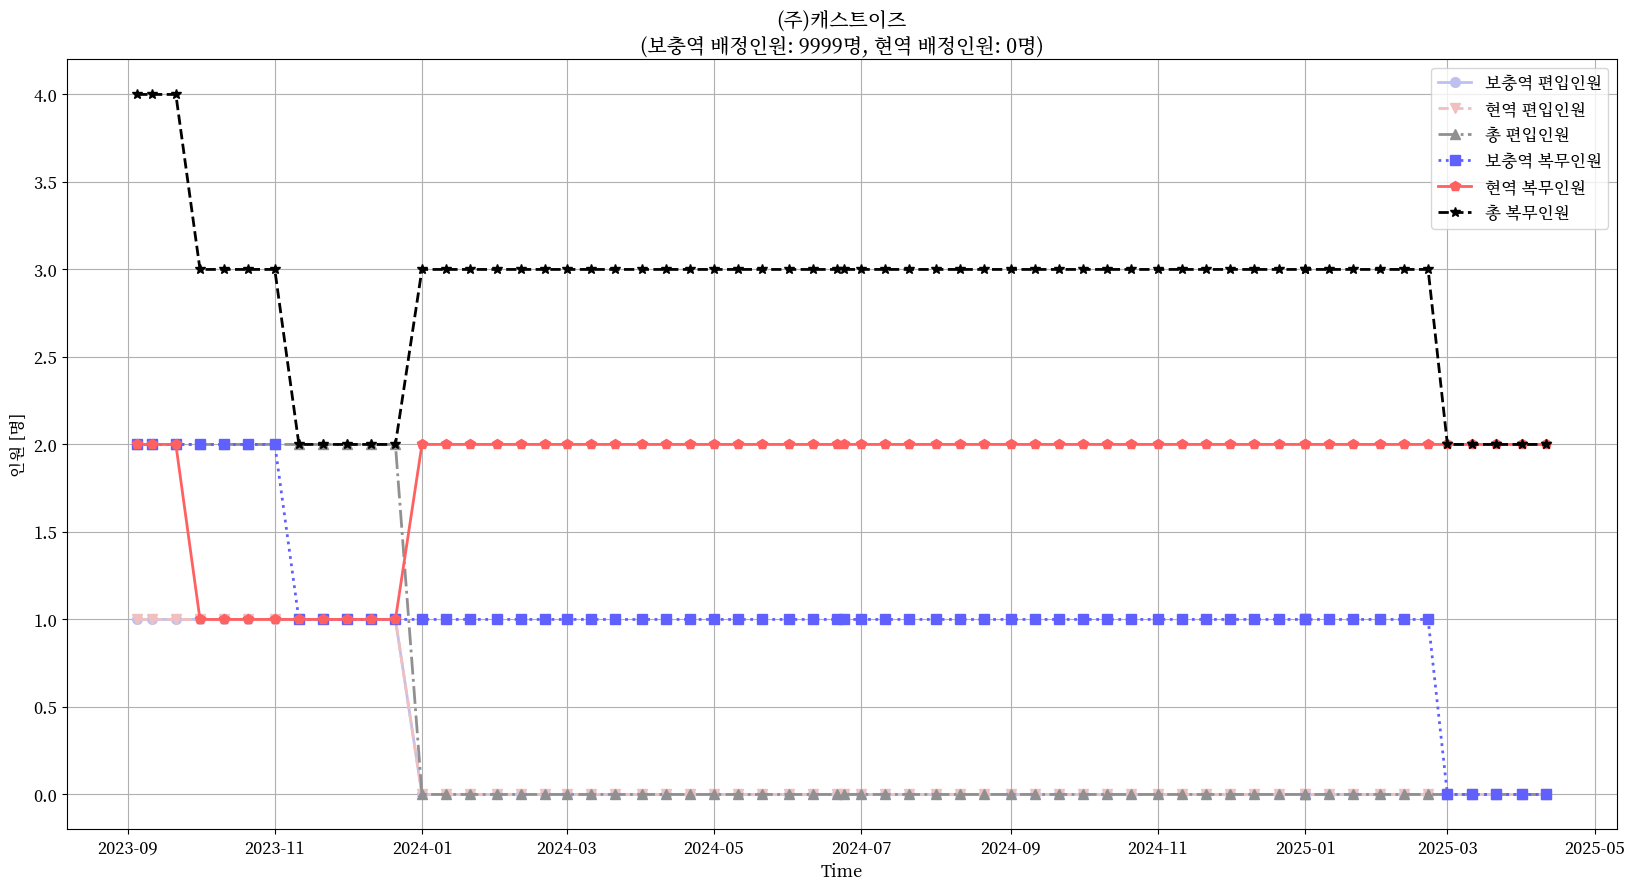 (주)캐스트이즈
(보충역 배정인원: 9999명, 현역 배정인원: 0명)
보충역 편입인원
현역 편입인원
총 편입인원
보충역 복무인원
현역 복무인원
총 복무인원
인원 [명]
4.0
3.5
3.0
2.5
2.0
1.5
1.0
0.5
0.0
2023-09
2023-11
2024-01
2024-03
2024-05
2024-07
2024-09
2024-11
2025-01
2025-03
2025-05
Time